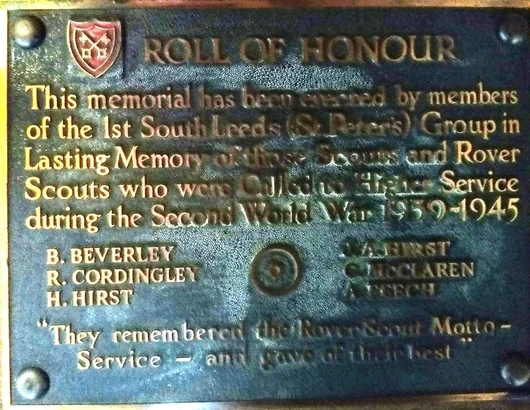 ROLL OF HONOUR
This memorial has been erected by members
of the 1st South Leeds (St. Peter's) Group in
Lasting Memory of those Scouts and Rover
Scouts who were Called to Higher Service
during the Second World War 1939-1945
B. BEVERLEY
R. CORDINGLEY
H. HIRST
J. A. HIRST
C. McCLAREN
A. LEECH
"They remembered the Rover Scout Motto-
Service - and gave of their best"